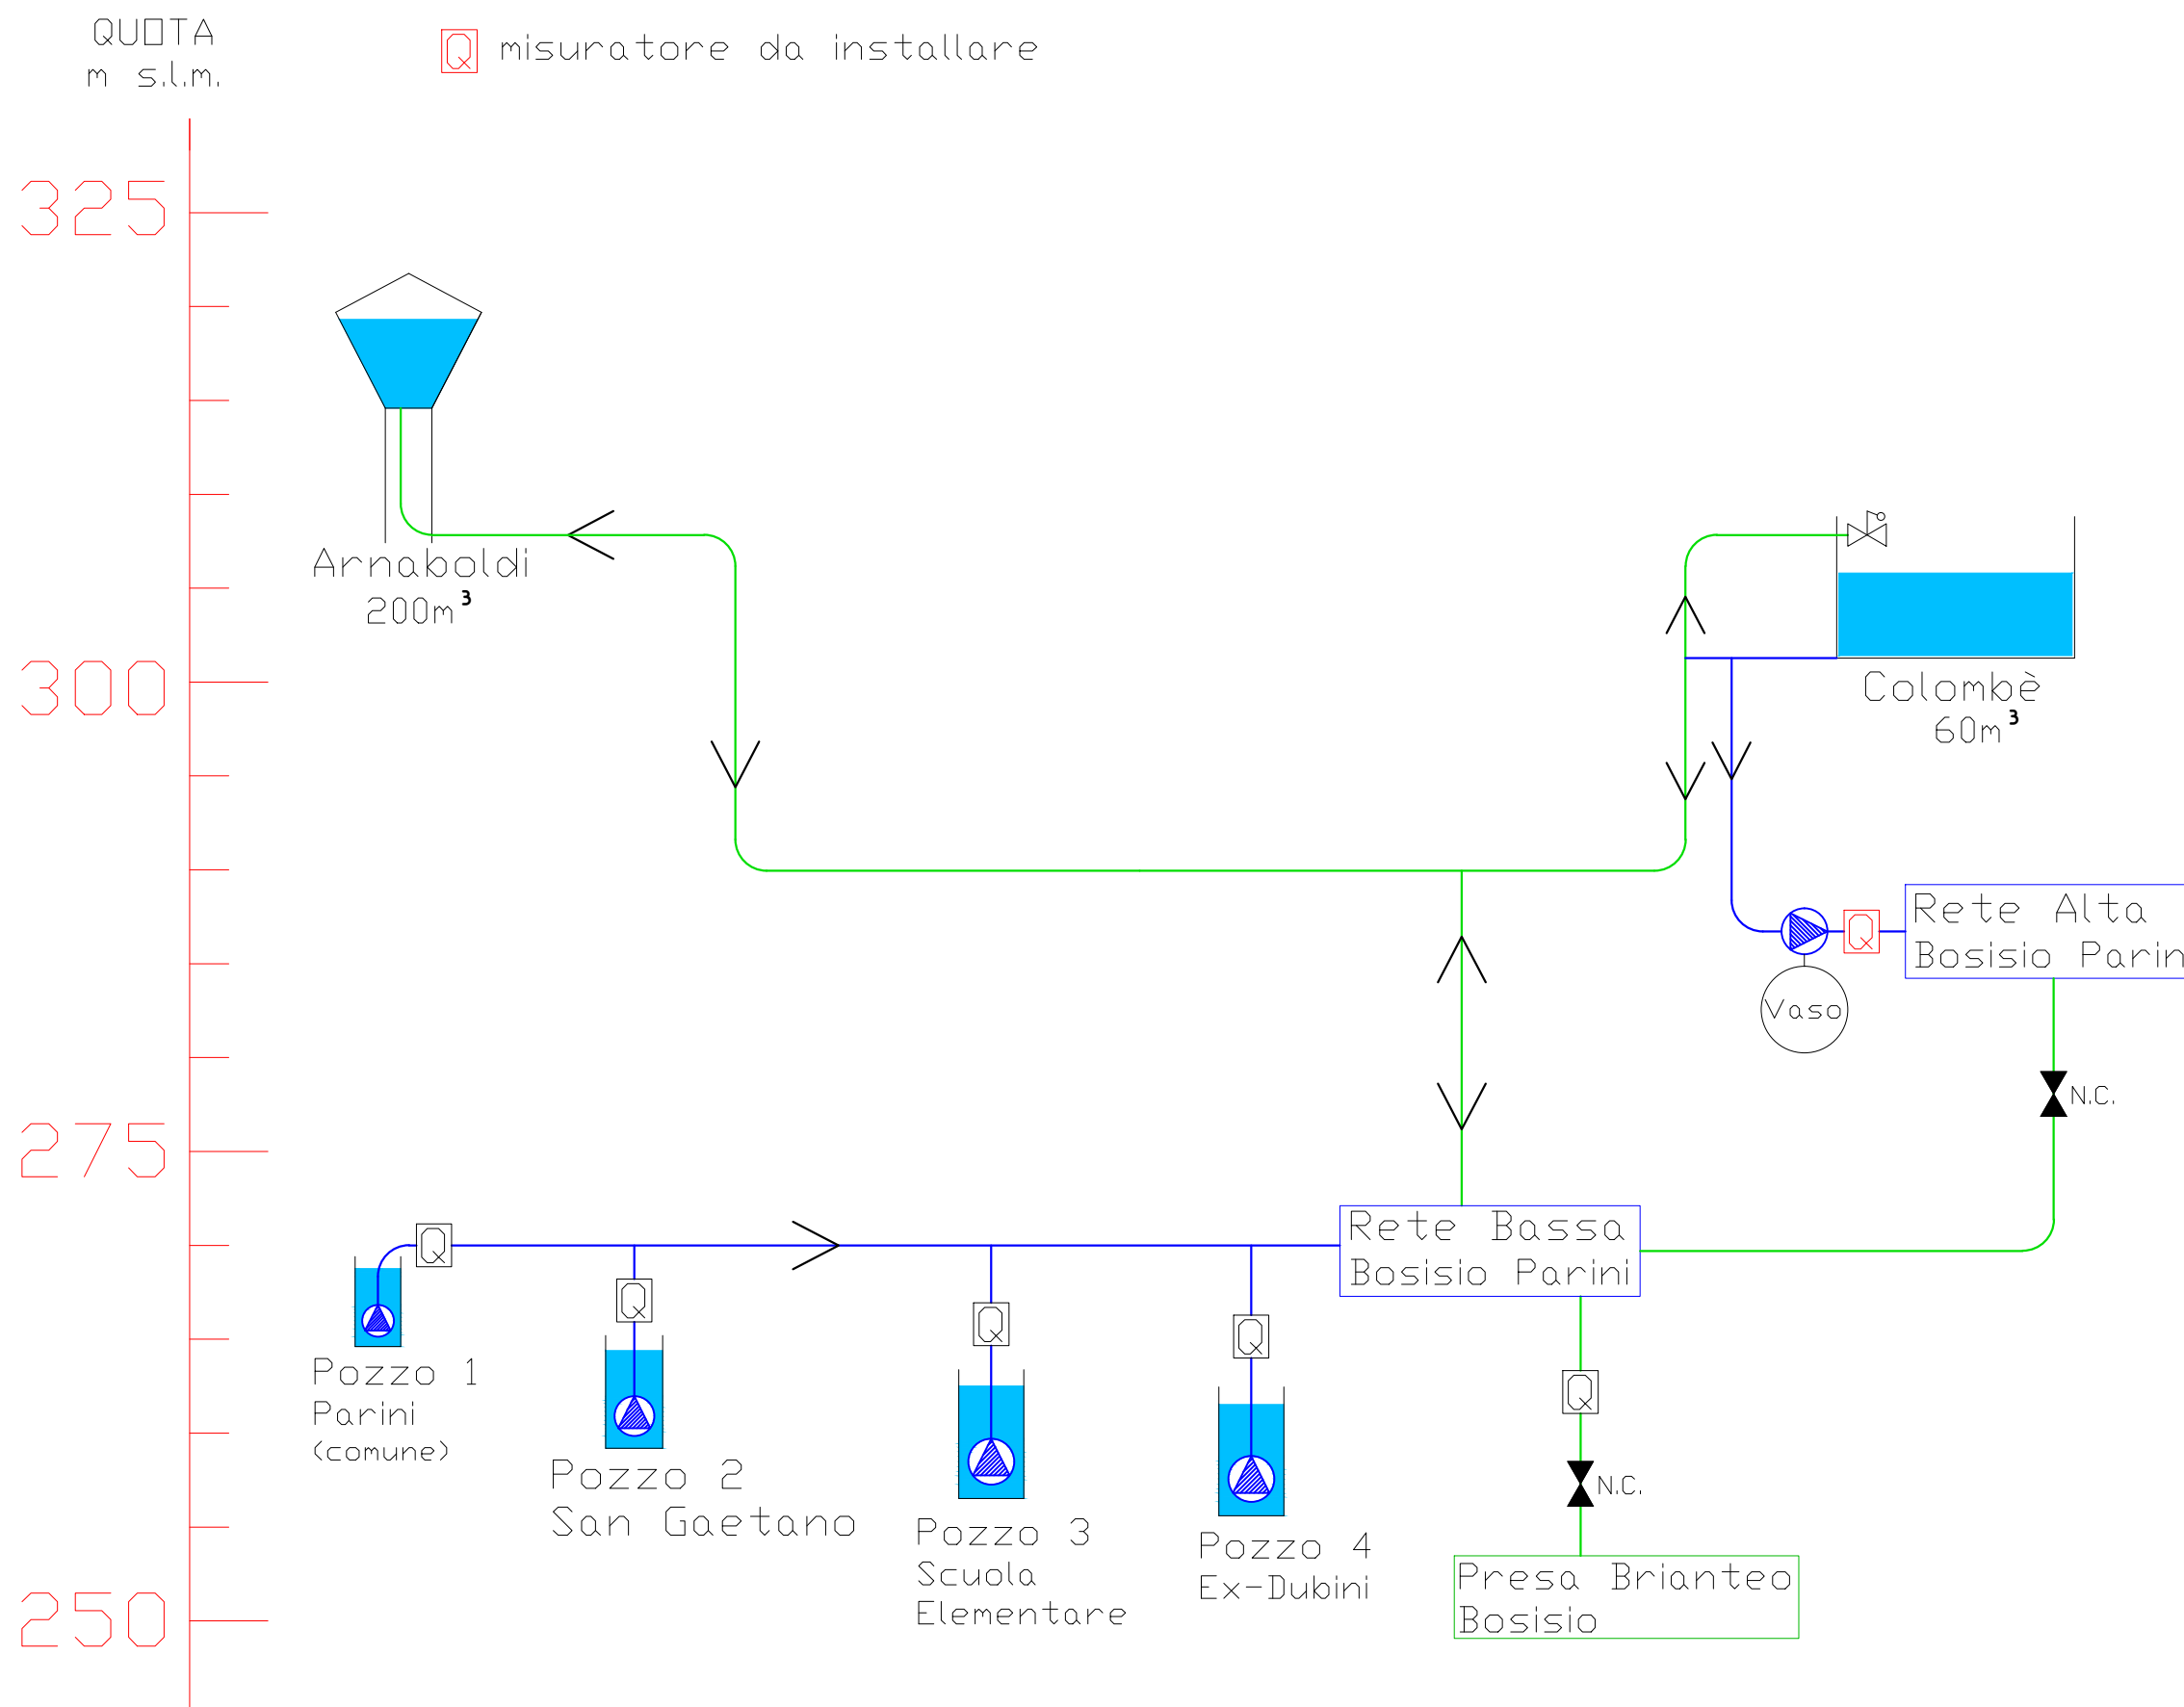 QUOTA
m s.l.m.
Q misuratore da installare
325
Arnaboldi
200m³
300
Colombè
60m³
Q
Rete Alta
Bosisio Parin
Vaso
N.C.
275
Q
Rete Bassa
Bosisio Parini
Q
Q
Q
Pozzo 1
Parini
(comune)
Q
Pozzo 2
San Gaetano
N.C.
Pozzo 3
Scuola
Elementare
Pozzo 4
Ex-Dubini
Presa Brianteo
Bosisio
250